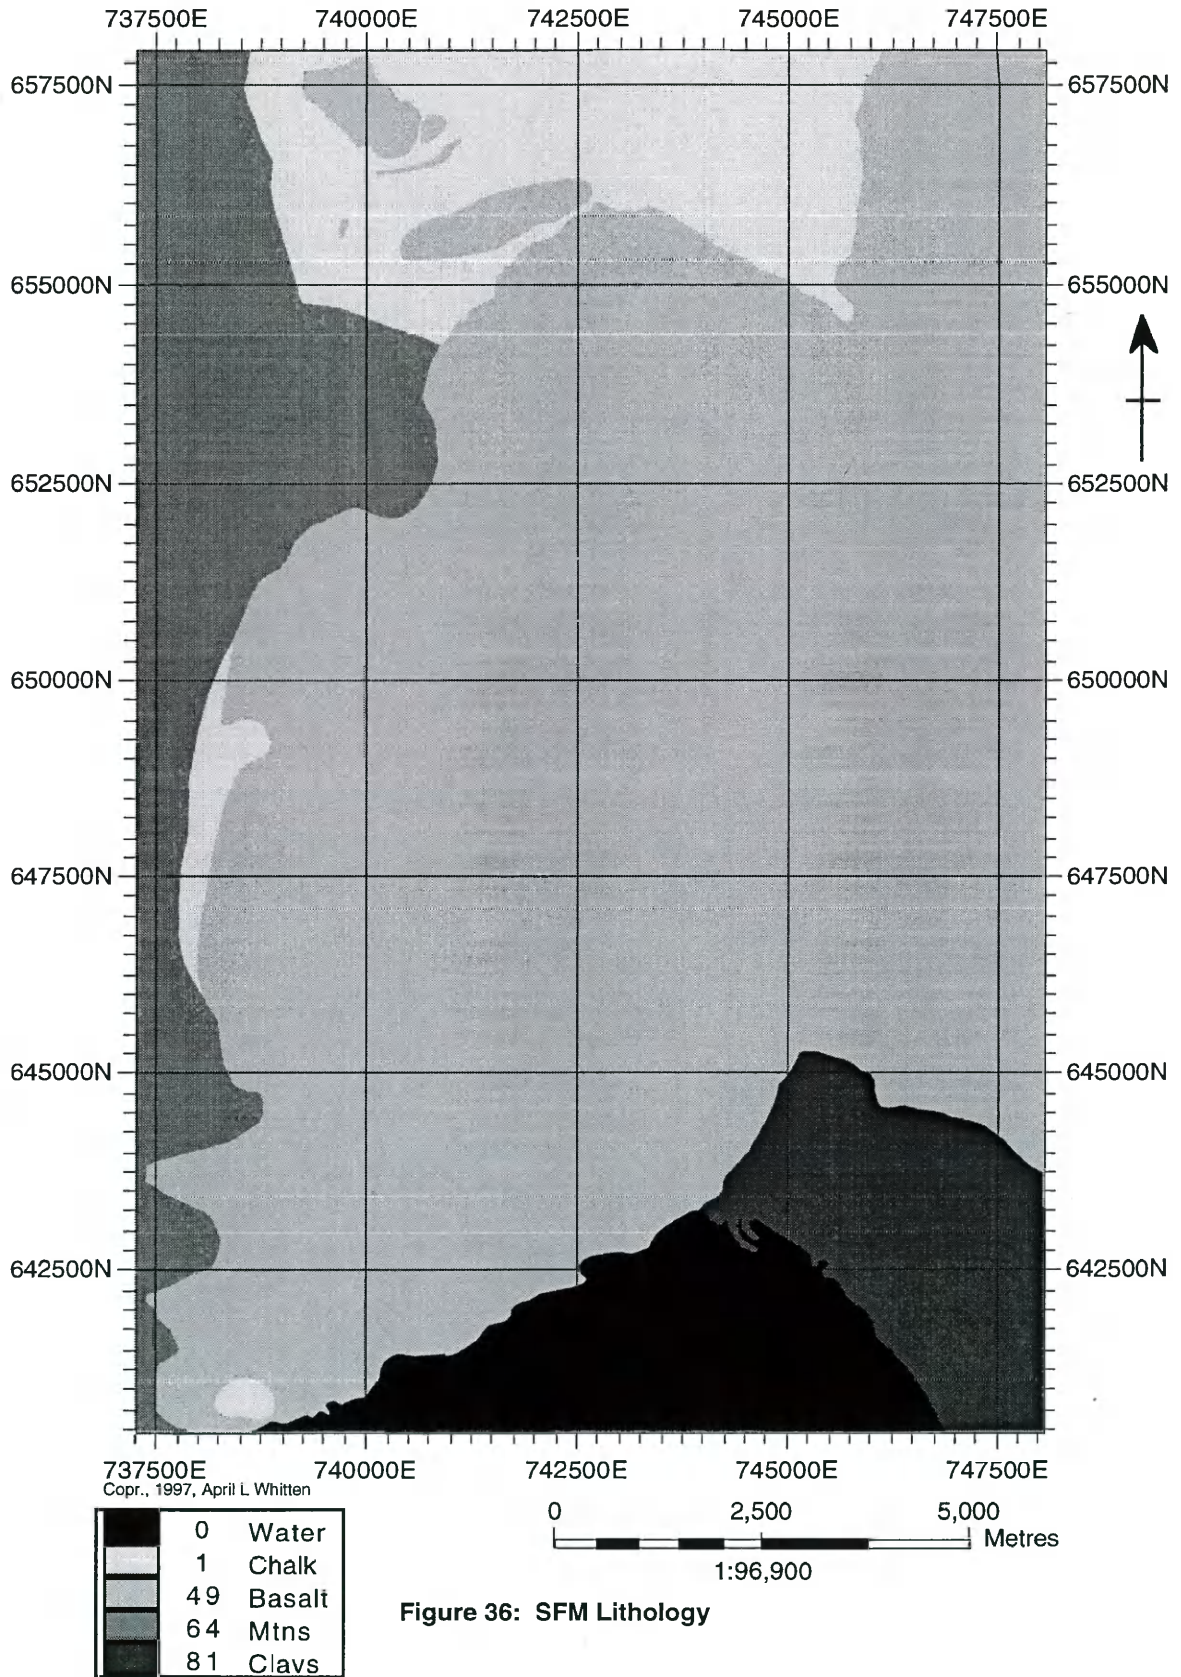 737500E 740000E 742500E 745000E 747500E
657500N 657500N
655000N 655000N
652500N 652500N
650000N 650000N
647500N 647500N
645000N 645000N
642500N 642500N
737500E 740000E 742500E 745000E 747500E
Copr., 1997, April L Whitten
0 Water
1 Chalk
49 Basalt
64 Mtns
81 Clays
0 2,500 5,000
Metres
1:96,900
Figure 36: SFM Lithology